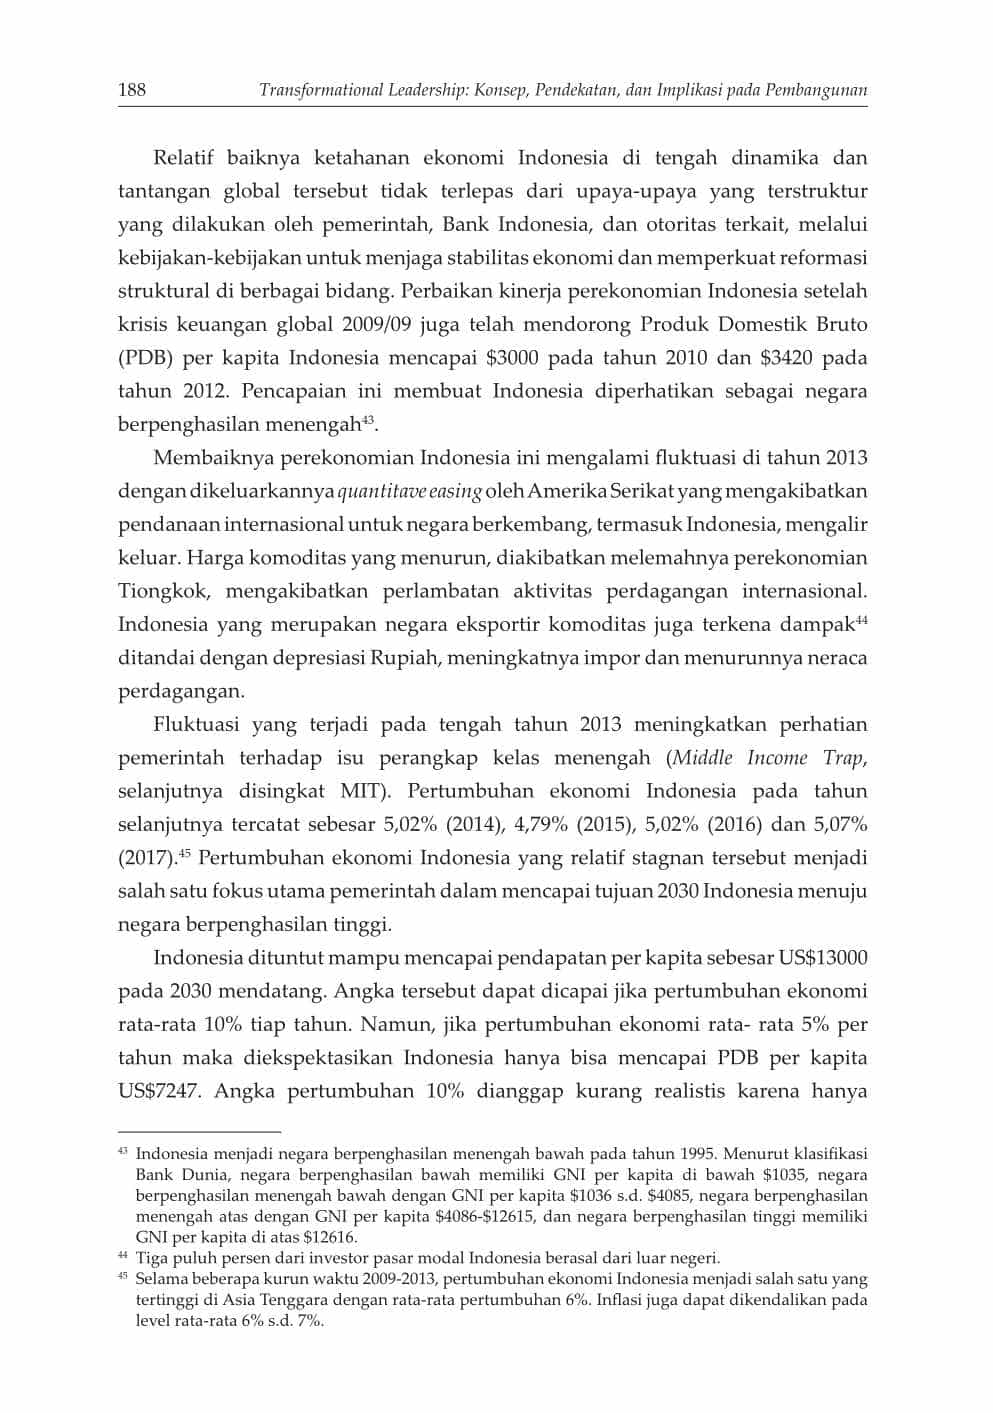 188 Transformational Leadership: Konsep, Pendekatan, dan Implikasi pada Pembangunan
Relatif baiknya ketahanan ekonomi Indonesia di tengah dinamika dan
tantangan global tersebut tidak terlepas dari upaya-upaya yang terstruktur
yang dilakukan oleh pemerintah, Bank Indonesia, dan otoritas terkait, melalui
kebijakan-kebijakan untuk menjaga stabilitas ekonomi dan memperkuat reformasi
struktural di berbagai bidang. Perbaikan kinerja perekonomian Indonesia setelah
krisis keuangan global 2009/09 juga telah mendorong Produk Domestik Bruto
(PDB) per kapita Indonesia mencapai $3000 pada tahun 2010 dan $3420 pada
tahun 2012. Pencapaian ini membuat Indonesia diperhatikan sebagai negara
berpenghasilan menengah⁴³.
Membaiknya perekonomian Indonesia ini mengalami fluktuasi di tahun 2013
dengan dikeluarkannya quantitave easing oleh Amerika Serikat yang mengakibatkan
pendanaan internasional untuk negara berkembang, termasuk Indonesia, mengalir
keluar. Harga komoditas yang menurun, diakibatkan melemahnya perekonomian
Tiongkok, mengakibatkan perlambatan aktivitas perdagangan internasional.
Indonesia yang merupakan negara eksportir komoditas juga terkena dampak⁴⁴
ditandai dengan depresiasi Rupiah, meningkatnya impor dan menurunnya neraca
perdagangan.
Fluktuasi yang terjadi pada tengah tahun 2013 meningkatkan perhatian
pemerintah terhadap isu perangkap kelas menengah (Middle Income Trap,
selanjutnya disingkat MIT). Pertumbuhan ekonomi Indonesia pada tahun
selanjutnya tercatat sebesar 5,02% (2014), 4,79% (2015), 5,02% (2016) dan 5,07%
(2017).⁴⁵ Pertumbuhan ekonomi Indonesia yang relatif stagnan tersebut menjadi
salah satu fokus utama pemerintah dalam mencapai tujuan 2030 Indonesia menuju
negara berpenghasilan tinggi.
Indonesia dituntut mampu mencapai pendapatan per kapita sebesar US$13000
pada 2030 mendatang. Angka tersebut dapat dicapai jika pertumbuhan ekonomi
rata-rata 10% tiap tahun. Namun, jika pertumbuhan ekonomi rata- rata 5% per
tahun maka diekspektasikan Indonesia hanya bisa mencapai PDB per kapita
US$7247. Angka pertumbuhan 10% dianggap kurang realistis karena hanya
⁴³ Indonesia menjadi negara berpenghasilan menengah bawah pada tahun 1995. Menurut klasifikasi
Bank Dunia, negara berpenghasilan bawah memiliki GNI per kapita di bawah $1035, negara
berpenghasilan menengah bawah dengan GNI per kapita $1036 s.d. $4085, negara berpenghasilan
menengah atas dengan GNI per kapita $4086-$12615, dan negara berpenghasilan tinggi memiliki
GNI per kapita di atas $12616.
⁴⁴ Tiga puluh persen dari investor pasar modal Indonesia berasal dari luar negeri.
⁴⁵ Selama beberapa kurun waktu 2009-2013, pertumbuhan ekonomi Indonesia menjadi salah satu yang
tertinggi di Asia Tenggara dengan rata-rata pertumbuhan 6%. Inflasi juga dapat dikendalikan pada
level rata-rata 6% s.d. 7%.